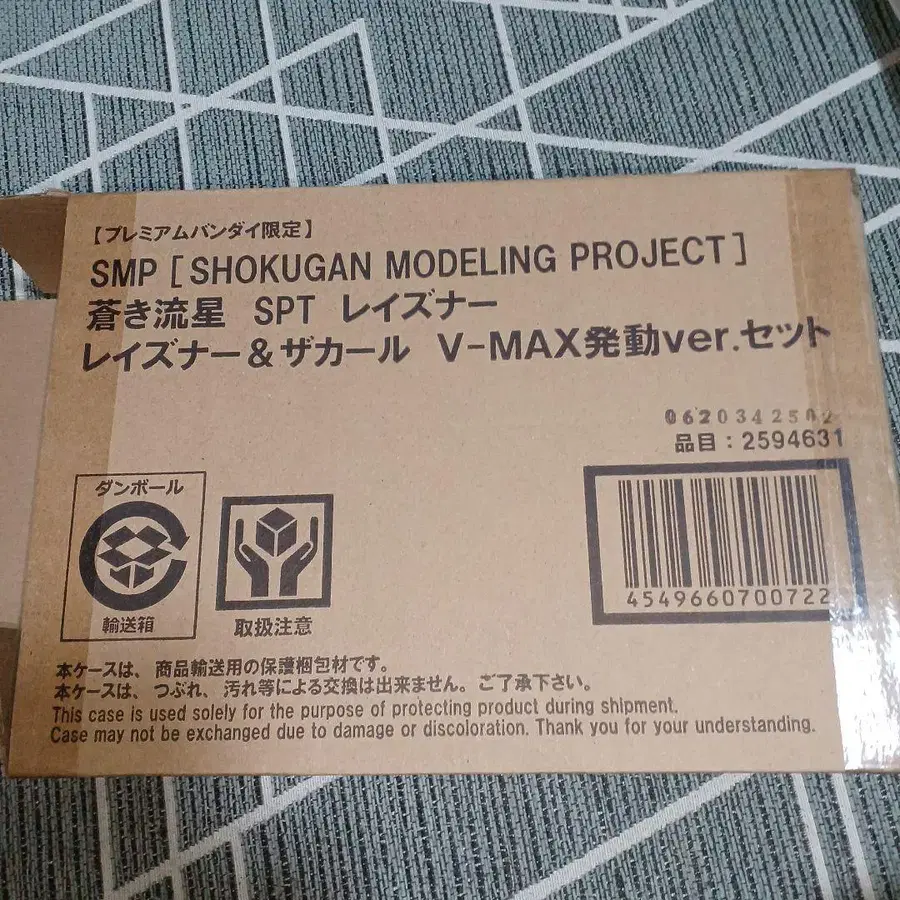 【プレミアムバンダイ限定】
SMP [SHOKUGAN MODELING PROJECT]
蒼き流星 SPT レイズナー
レイズナー＆ザカール V-MAX発動ver.セット
0620342502
品目：2594631
4549660700722
ダンボール
輸送箱
取扱注意
本ケースは、商品輸送用の保護梱包材です。
本ケースは、つぶれ、汚れ等による交換は出来ません。ご了承下さい。
This case is used solely for the purpose of protecting product during shipment.
Case may not be exchanged due to damage or discoloration. Thank you for your understanding.